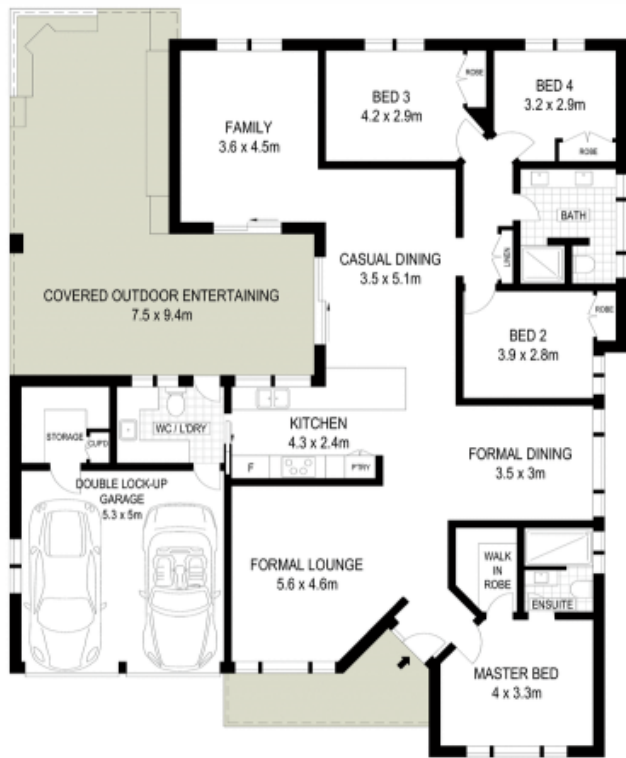 BED 3
4.2 x 2.9m
ROBE
BED 4
3.2 x 2.9m
ROBE
FAMILY
3.6 x 4.5m
BATH
CASUAL DINING
3.5 x 5.1m
LINEN
COVERED OUTDOOR ENTERTAINING
7.5 x 9.4m
BED 2
3.9 x 2.8m
ROBE
STORAGE
CUP'D
WC / L'DRY
KITCHEN
4.3 x 2.4m
F
P'TRY
FORMAL DINING
3.5 x 3m
DOUBLE LOCK-UP
GARAGE
5.3 x 5m
FORMAL LOUNGE
5.6 x 4.6m
WALK
IN
ROBE
ENSUITE
MASTER BED
4 x 3.3m